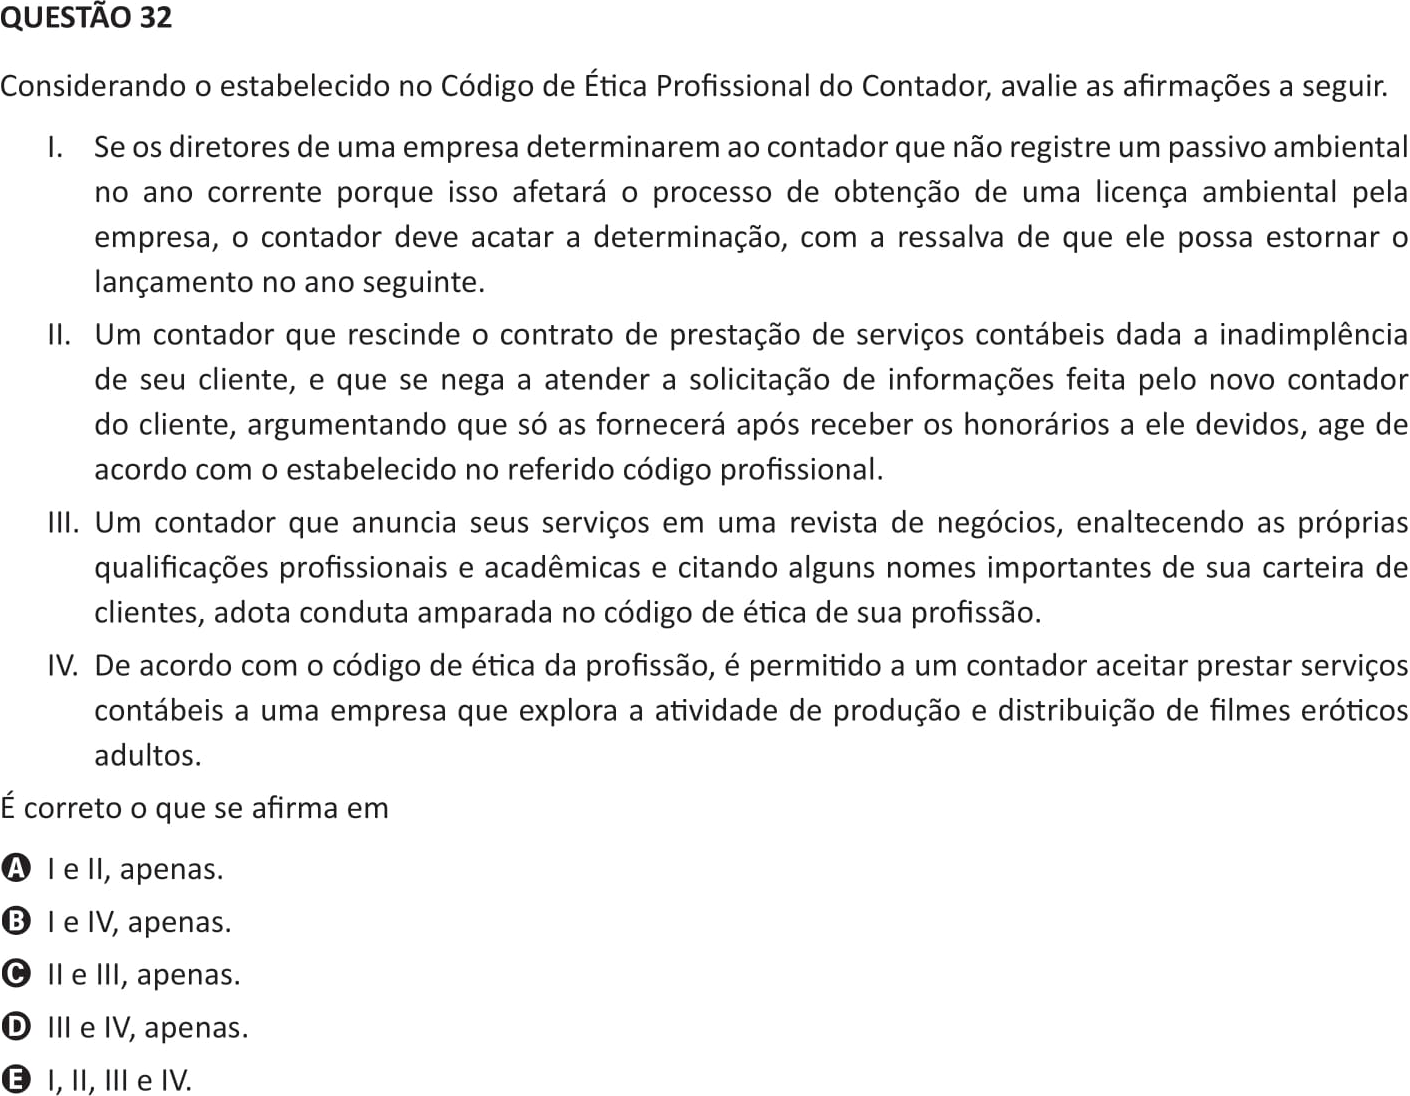 QUESTÃO 32
Considerando o estabelecido no Código de Ética Profissional do Contador, avalie as afirmações a seguir.
I. Se os diretores de uma empresa determinarem ao contador que não registre um passivo ambiental
no ano corrente porque isso afetará o processo de obtenção de uma licença ambiental pela
empresa, o contador deve acatar a determinação, com a ressalva de que ele possa estornar o
lançamento no ano seguinte.
II. Um contador que rescinde o contrato de prestação de serviços contábeis dada a inadimplência
de seu cliente, e que se nega a atender a solicitação de informações feita pelo novo contador
do cliente, argumentando que só as fornecerá após receber os honorários a ele devidos, age de
acordo com o estabelecido no referido código profissional.
III. Um contador que anuncia seus serviços em uma revista de negócios, enaltecendo as próprias
qualificações profissionais e acadêmicas e citando alguns nomes importantes de sua carteira de
clientes, adota conduta amparada no código de ética de sua profissão.
IV. De acordo com o código de ética da profissão, é permitido a um contador aceitar prestar serviços
contábeis a uma empresa que explora a atividade de produção e distribuição de filmes eróticos
adultos.
É correto o que se afirma em
A I e II, apenas.
B I e IV, apenas.
C II e III, apenas.
D III e IV, apenas.
E I, II, III e IV.